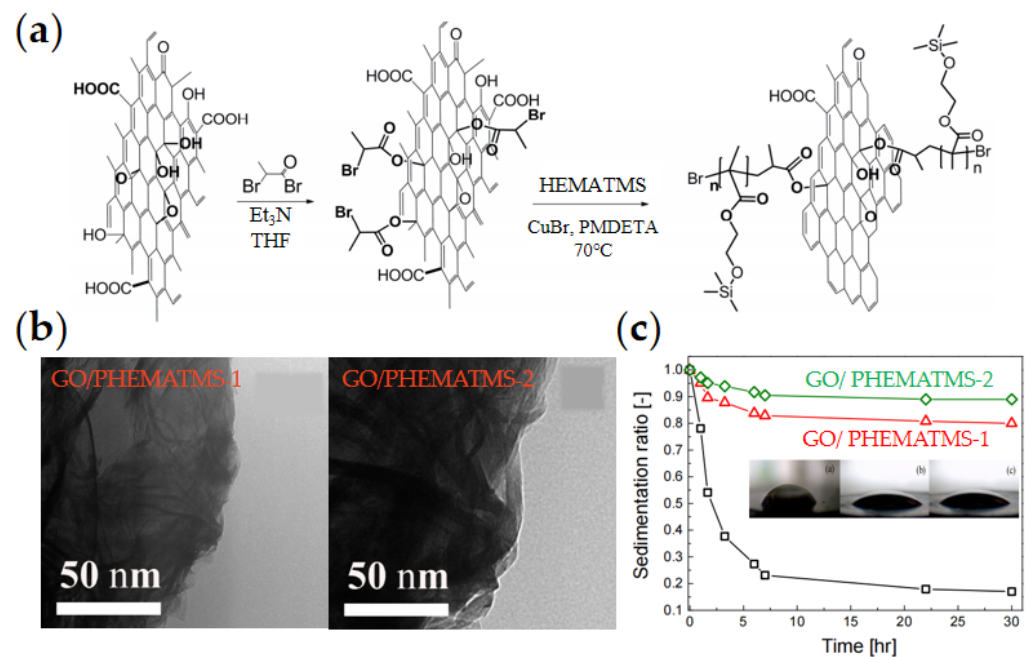 (a)
O
HOOC
OH
COOH
OH
OH
HO
O
O
HO
HOOC
O
Br
Br
Et₃N
THF
O
HOOC
OH
COOH
Br
O
O
O
Br
O
OH
O
O
Br
O
O
HOOC
HEMATMS
CuBr, PMDETA
70°C
Si
O
O
HOOC
O
O
O
O
Br
n
OH
Br
n
O
O
O
O
O
O
Si
(b)
GO/PHEMATMS-1
50 nm
GO/PHEMATMS-2
50 nm
(c)
Sedimentation ratio [-]
1.0
0.9
0.8
0.7
0.6
0.5
0.4
0.3
0.2
0.1
GO/ PHEMATMS-2
GO/ PHEMATMS-1
(a)
(b)
(c)
0
5
10
15
20
25
30
Time [hr]